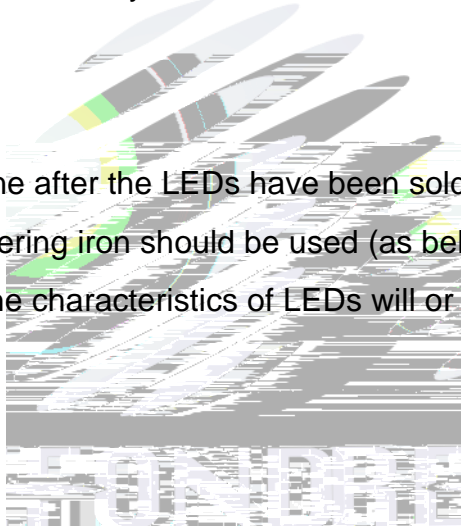 ne after the LEDs have been sold
ering iron should be used (as bel
ne characteristics of LEDs will or